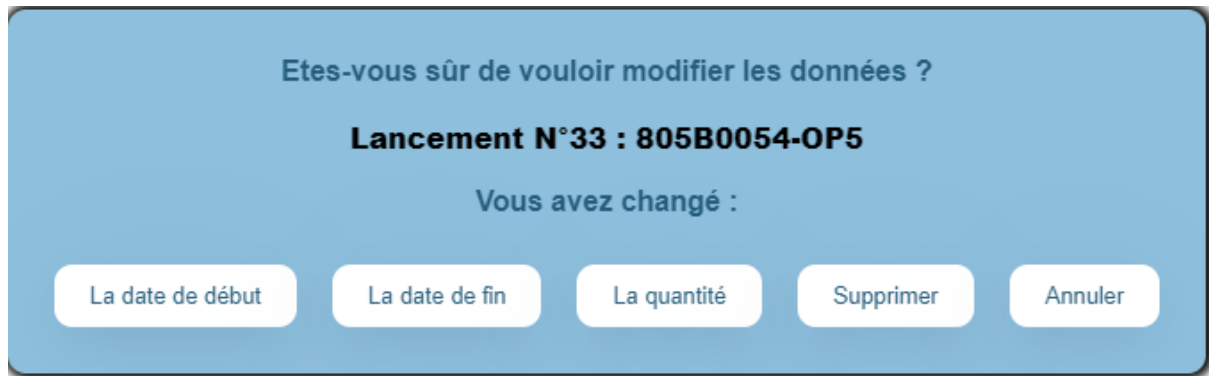 Etes-vous sûr de vouloir modifier les données ?
Lancement N°33 : 805B0054-OP5
Vous avez changé :
La date de début La date de fin La quantité Supprimer Annuler